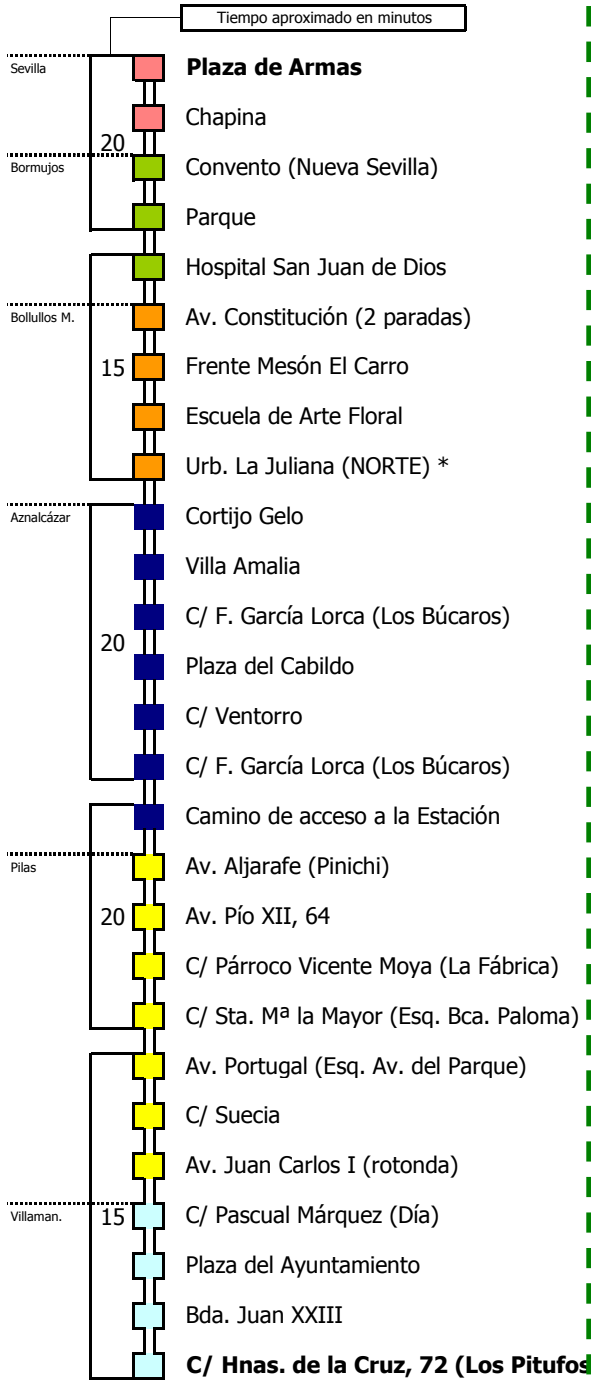 Tiempo aproximado en minutos
Sevilla
Plaza de Armas
Chapina
20
Bormujos
Convento (Nueva Sevilla)
Parque
Hospital San Juan de Dios
Bollullos M.
Av. Constitución (2 paradas)
15
Frente Mesón El Carro
Escuela de Arte Floral
Urb. La Juliana (NORTE) *
Aznalcázar
Cortijo Gelo
Villa Amalia
C/ F. García Lorca (Los Búcaros)
20
Plaza del Cabildo
C/ Ventorro
C/ F. García Lorca (Los Búcaros)
Camino de acceso a la Estación
Pilas
Av. Aljarafe (Pinichi)
20
Av. Pío XII, 64
C/ Párroco Vicente Moya (La Fábrica)
C/ Sta. Mª la Mayor (Esq. Bca. Paloma)
Av. Portugal (Esq. Av. del Parque)
C/ Suecia
Av. Juan Carlos I (rotonda)
Villaman.
15
C/ Pascual Márquez (Día)
Plaza del Ayuntamiento
Bda. Juan XXIII
C/ Hnas. de la Cruz, 72 (Los Pitufos